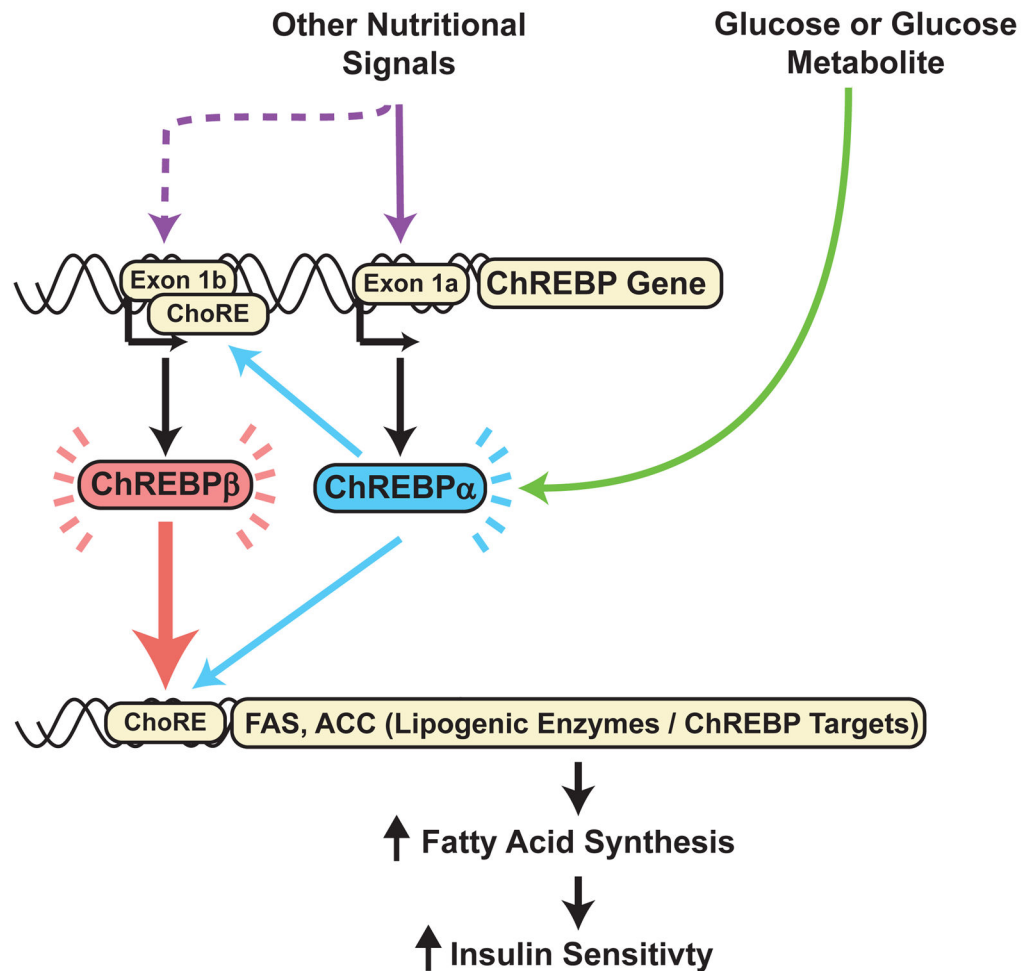 Other Nutritional
Signals
Glucose or Glucose
Metabolite
Exon 1b
ChoRE
Exon 1a
ChREBP Gene
ChREBPβ
ChREBPα
ChoRE
FAS, ACC (Lipogenic Enzymes / ChREBP Targets)
Fatty Acid Synthesis
Insulin Sensitivty